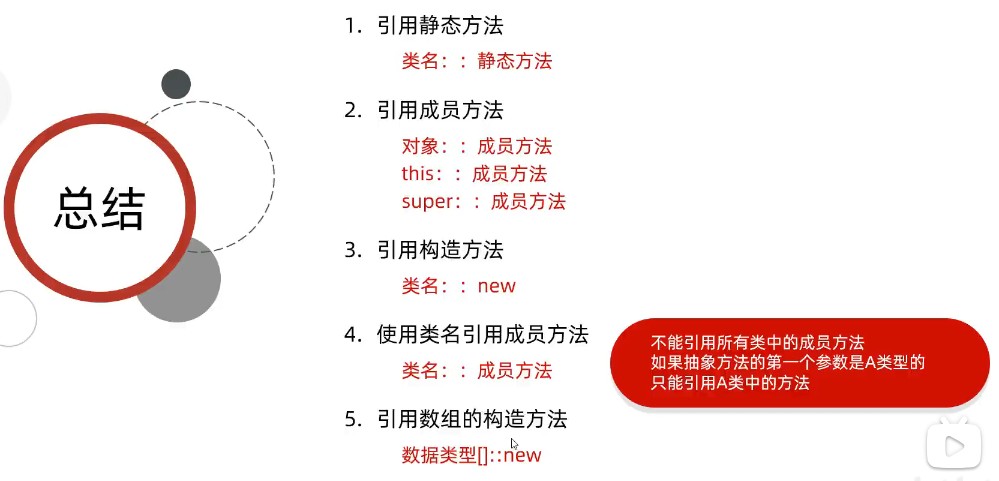 总结
1. 引用静态方法
类名：：静态方法
2. 引用成员方法
对象：：成员方法
this：：成员方法
super：：成员方法
3. 引用构造方法
类名：：new
4. 使用类名引用成员方法
类名：：成员方法
不能引用所有类中的成员方法
如果抽象方法的第一个参数是A类型的
只能引用A类中的方法
5. 引用数组的构造方法
数据类型[]::new